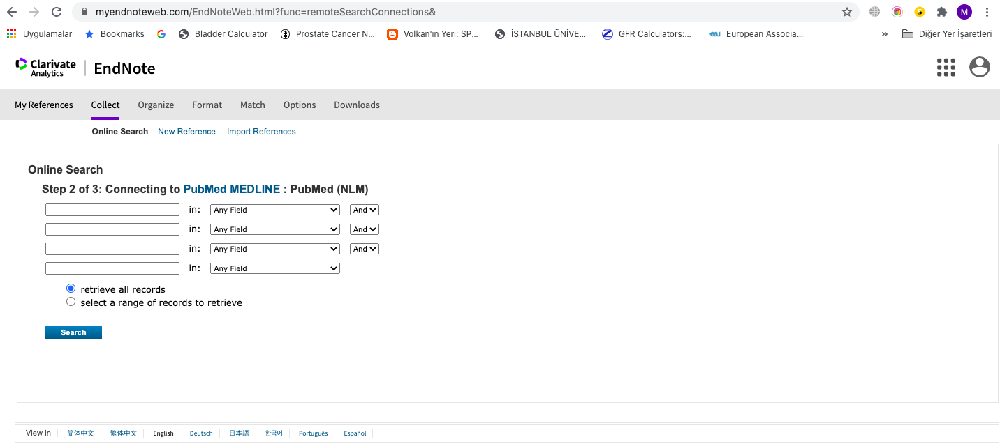 myendnoteweb.com/EndNoteWeb.html?func=remoteSearchConnections& M
Uygulamalar Bookmarks Bladder Calculator Prostate Cancer N... Volkan'ın Yeri: SP... İSTANBUL ÜNİVE... GFR Calculators:... eau European Associa... » Diğer Yer İşaretleri
Clarivate
Analytics
EndNote
My References Collect Organize Format Match Options Downloads
Online Search New Reference Import References
Online Search
Step 2 of 3: Connecting to PubMed MEDLINE : PubMed (NLM)
in: Any Field And
in: Any Field And
in: Any Field And
in: Any Field
retrieve all records
select a range of records to retrieve
Search
View in 简体中文 繁体中文 English Deutsch 日本語 한국어 Português Español